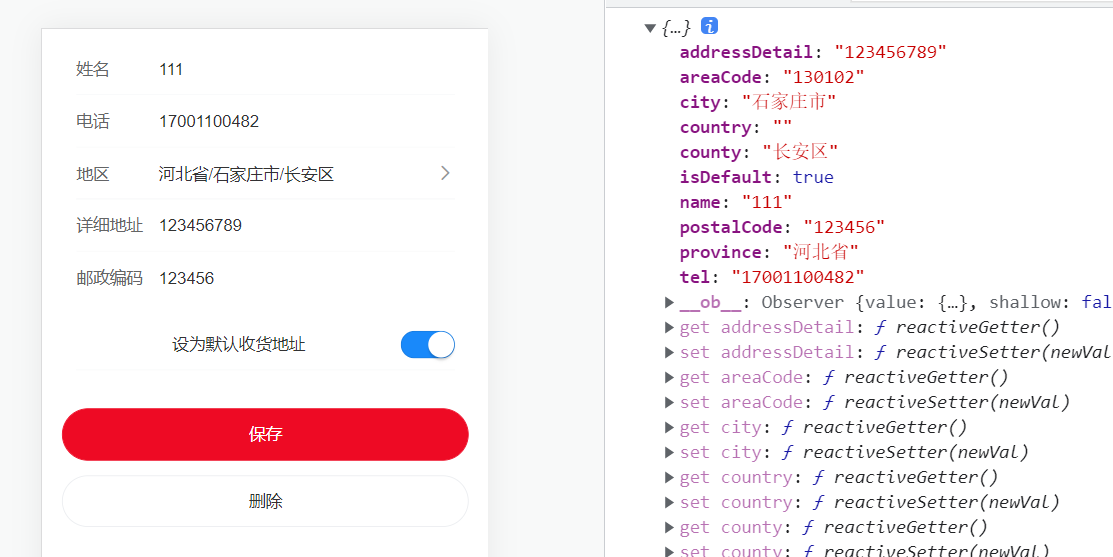 姓名 111
电话 17001100482
地区 河北省/石家庄市/长安区
详细地址 123456789
邮政编码 123456
设为默认收货地址
保存
删除
▼{…} i
addressDetail: "123456789"
areaCode: "130102"
city: "石家庄市"
country: ""
county: "长安区"
isDefault: true
name: "111"
postalCode: "123456"
province: "河北省"
tel: "17001100482"
▶__ob__: Observer {value: {…}, shallow: fal
▶get addressDetail: ƒ reactiveGetter()
▶set addressDetail: ƒ reactiveSetter(newVal
▶get areaCode: ƒ reactiveGetter()
▶set areaCode: ƒ reactiveSetter(newVal)
▶get city: ƒ reactiveGetter()
▶set city: ƒ reactiveSetter(newVal)
▶get country: ƒ reactiveGetter()
▶set country: ƒ reactiveSetter(newVal)
▶get county: ƒ reactiveGetter()
▶set county: ƒ reactiveSetter(newVal)